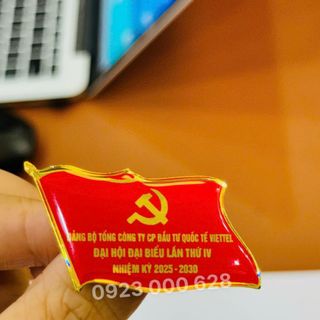 ĐẢNG BỘ TỔNG CÔNG TY CP ĐẦU TƯ QUỐC TẾ VIETTEL
ĐẠI HỘI ĐẠI BIỂU LẦN THỨ IV
NHIỆM KỲ 2025 - 2030
0923 000 628